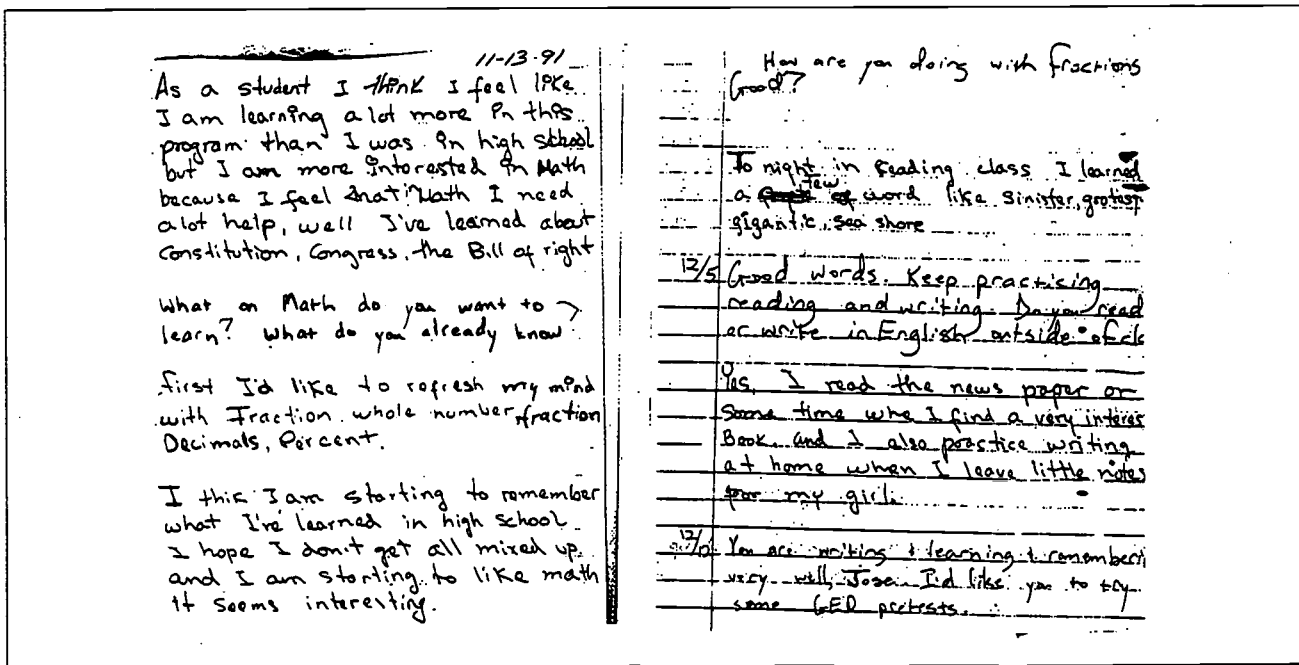 11-13-91
As a student I think I feel like
I am learning alot more in this
program than I was in high school
but I am more interested in Math
because I feel that Math I need
alot help, well I've learned about
Constitution, Congress, the Bill of right
What on Math do you want to
learn? What do you already know?
first I'd like to refresh my mind
with Fraction whole number, fraction
Decimals, Percent.
I thik I am starting to remember
what I've learned in high school
I hope I don't get all mixed up
and I am starting to like math
it seems interesting.
How are you doing with fractions
Good?
To night in reading class I learned
a few word like Sinister, grotesp
gigantic, sea shore
12/5 Good words. Keep practicing
reading and writing. Do you read
or write in English outside of cl
Yes, I read the news paper or
some time whe I find a very interes
Book, and I also practice writing
at home when I leave little notes
for my girl.
You are writing + learning + rememberi
very well, Jose. I'd like you to try
some GED pretests.